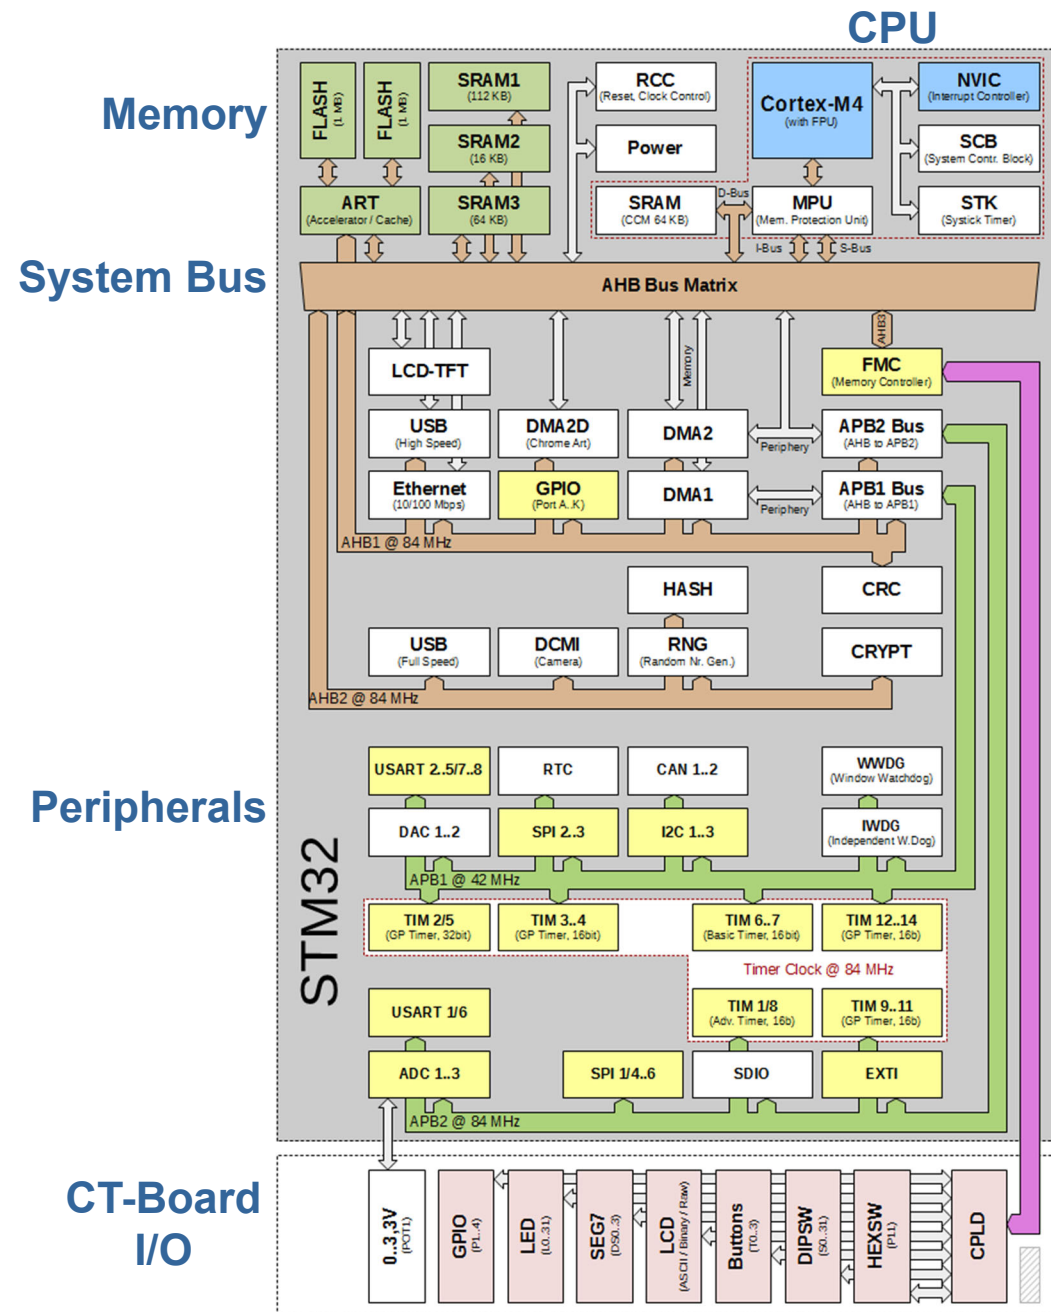 CPU
Memory
FLASH
(1 MB)
FLASH
(1 MB)
SRAM1
(112 KB)
SRAM2
(16 KB)
ART
(Accelerator / Cache)
SRAM3
(64 KB)
RCC
(Reset, Clock Control)
Power
SRAM
(CCM 64 KB)
D-Bus
Cortex-M4
(with FPU)
MPU
(Mem. Protection Unit)
I-Bus
S-Bus
NVIC
(Interrupt Controller)
SCB
(System Contr. Block)
STK
(Systick Timer)
System Bus
AHB Bus Matrix
AHB3
LCD-TFT
Memory
FMC
(Memory Controller)
USB
(High Speed)
DMA2D
(Chrome Art)
DMA2
Periphery
APB2 Bus
(AHB to APB2)
Ethernet
(10/100 Mbps)
GPIO
(Port A..K)
DMA1
Periphery
APB1 Bus
(AHB to APB1)
AHB1 @ 84 MHz
HASH
CRC
USB
(Full Speed)
DCMI
(Camera)
RNG
(Random Nr. Gen.)
CRYPT
AHB2 @ 84 MHz
Peripherals
STM32
USART 2..5/7..8
RTC
CAN 1..2
WWDG
(Window Watchdog)
DAC 1..2
SPI 2..3
I2C 1..3
IWDG
(Independent W.Dog)
APB1 @ 42 MHz
TIM 2/5
(GP Timer, 32bit)
TIM 3..4
(GP Timer, 16bit)
TIM 6..7
(Basic Timer, 16bit)
TIM 12..14
(GP Timer, 16b)
Timer Clock @ 84 MHz
USART 1/6
TIM 1/8
(Adv. Timer, 16b)
TIM 9..11
(GP Timer, 16b)
ADC 1..3
SPI 1/4..6
SDIO
EXTI
APB2 @ 84 MHz
CT-Board
I/O
0..3,3V
(POT1)
GPIO
(P1..4)
LED
(L0..31)
SEG7
(DS0..3)
LCD
(ASCII / Binary / Raw)
Buttons
(T0..3)
DIPSW
(S0..31)
HEXSW
(P11)
CPLD